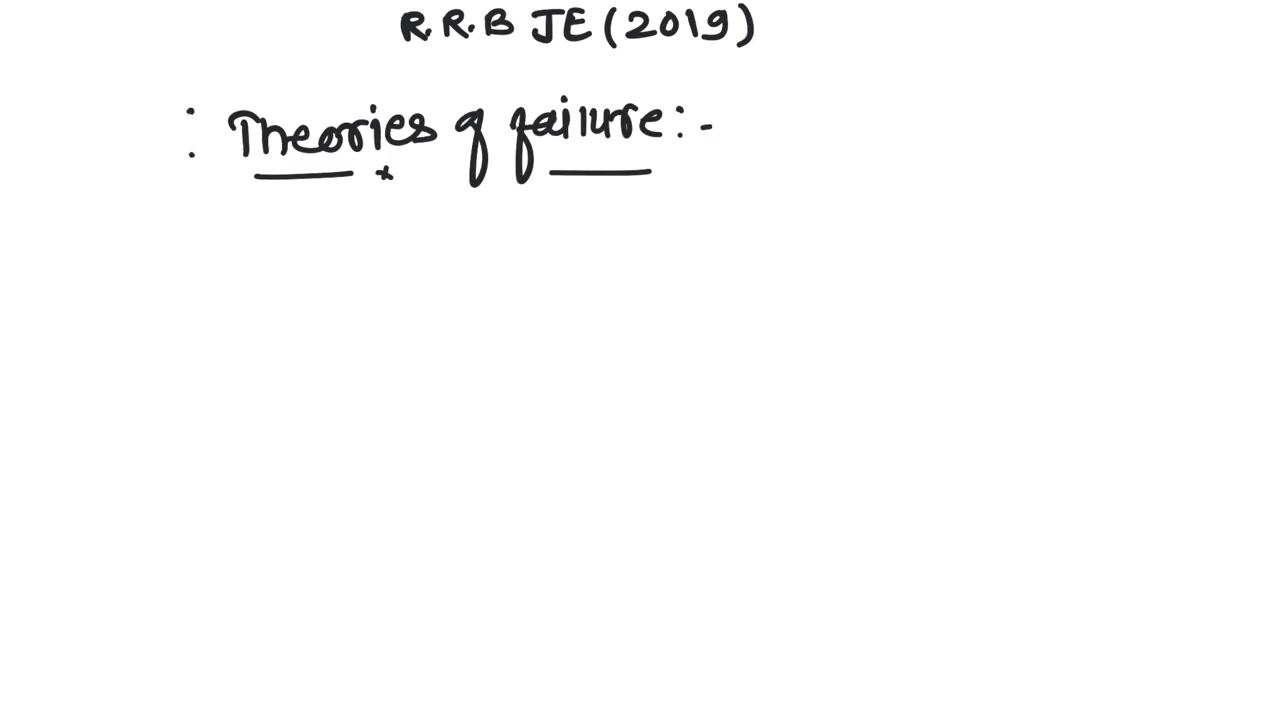 R.R.B JE (2019)
: Theories of failure:-